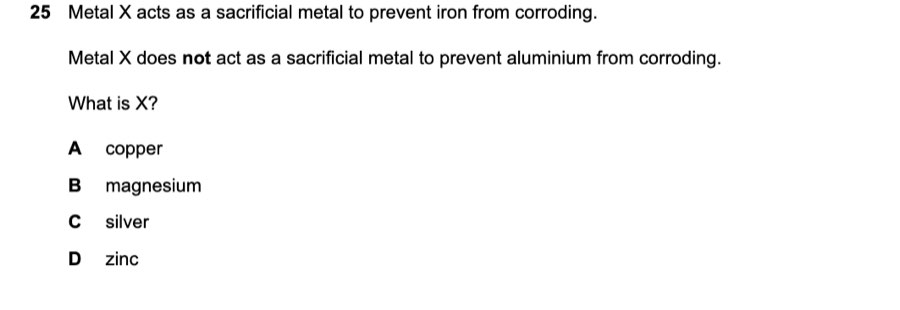 25 Metal X acts as a sacrificial metal to prevent iron from corroding.
Metal X does not act as a sacrificial metal to prevent aluminium from corroding.
What is X?
A copper
B magnesium
C silver
D zinc